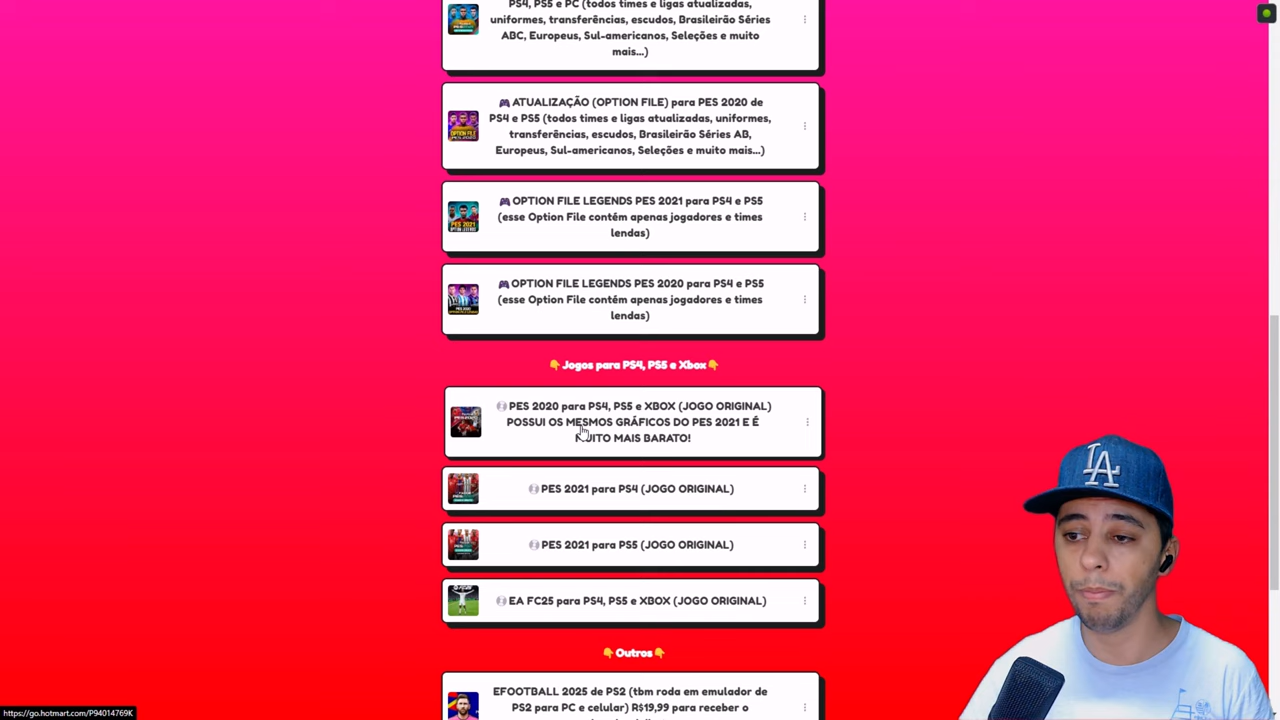 PS4, PS5 e PC (todos times e ligas atualizadas,
uniformes, transferências, escudos, Brasileirão Séries
ABC, Europeus, Sul-americanos, Seleções e muito
mais...)
🎮ATUALIZAÇÃO (OPTION FILE) para PES 2020 de
PS4 e PS5 (todos times e ligas atualizadas, uniformes,
transferências, escudos, Brasileirão Séries AB,
Europeus, Sul-americanos, Seleções e muito mais...)
🎮OPTION FILE LEGENDS PES 2021 para PS4 e PS5
(esse Option File contém apenas jogadores e times
lendas)
🎮OPTION FILE LEGENDS PES 2020 para PS4 e PS5
(esse Option File contém apenas jogadores e times
lendas)
👇Jogos para PS4, PS5 e Xbox👇
PES 2020 para PS4, PS5 e XBOX (JOGO ORIGINAL)
POSSUI OS MESMOS GRÁFICOS DO PES 2021 E É
MUITO MAIS BARATO!
PES 2021 para PS4 (JOGO ORIGINAL)
PES 2021 para PS5 (JOGO ORIGINAL)
EA FC25 para PS4, PS5 e XBOX (JOGO ORIGINAL)
👇Outros👇
EFOOTBALL 2025 de PS2 (tbm roda em emulador de
PS2 para PC e celular) R$19,99 para receber o
https://go.hotmart.com/P94014769K
LA